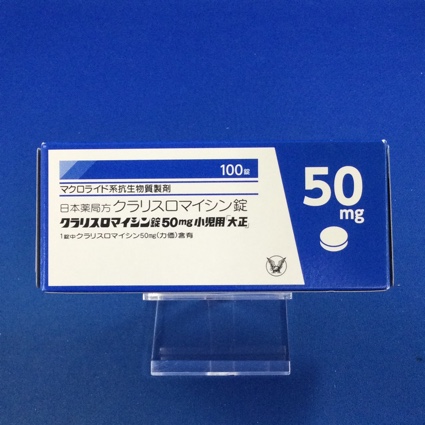 100錠
マクロライド系抗生物質製剤
日本薬局方 クラリスロマイシン錠
クラリスロマイシン錠50mg小児用「大正」
1錠中クラリスロマイシン50mg(力価)含有
50
mg